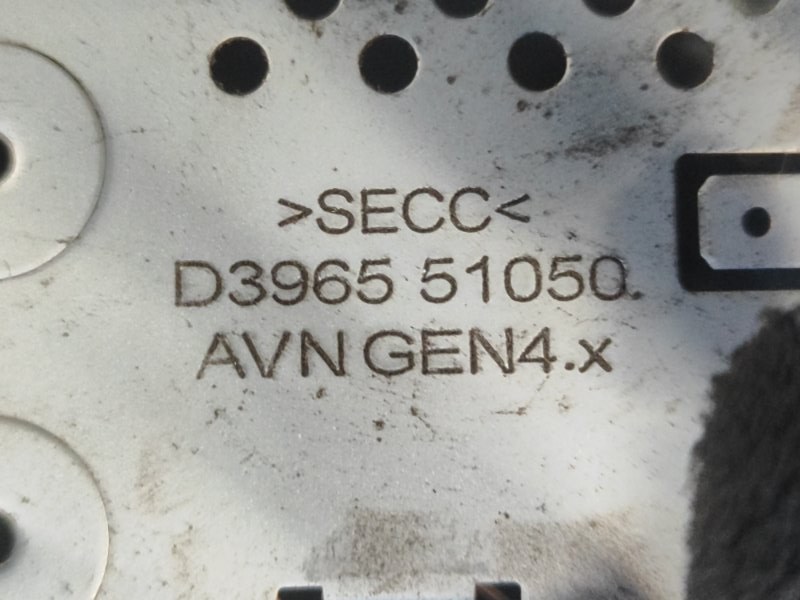 >SECC<
D3965 51050.
AVN GEN4.x